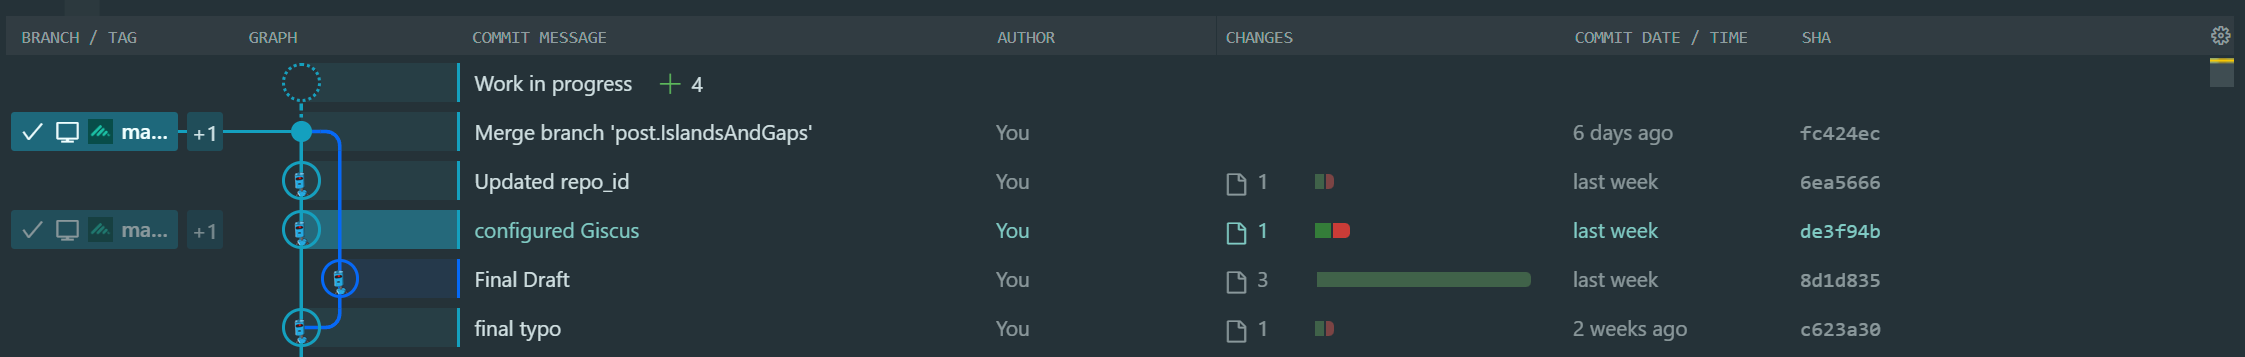 BRANCH / TAG GRAPH COMMIT MESSAGE AUTHOR CHANGES COMMIT DATE / TIME SHA
Work in progress 4
ma... +1 Merge branch 'post.IslandsAndGaps' You 6 days ago fc424ec
Updated repo_id You 1 last week 6ea5666
ma... +1 configured Giscus You 1 last week de3f94b
Final Draft You 3 last week 8d1d835
final typo You 1 2 weeks ago c623a30